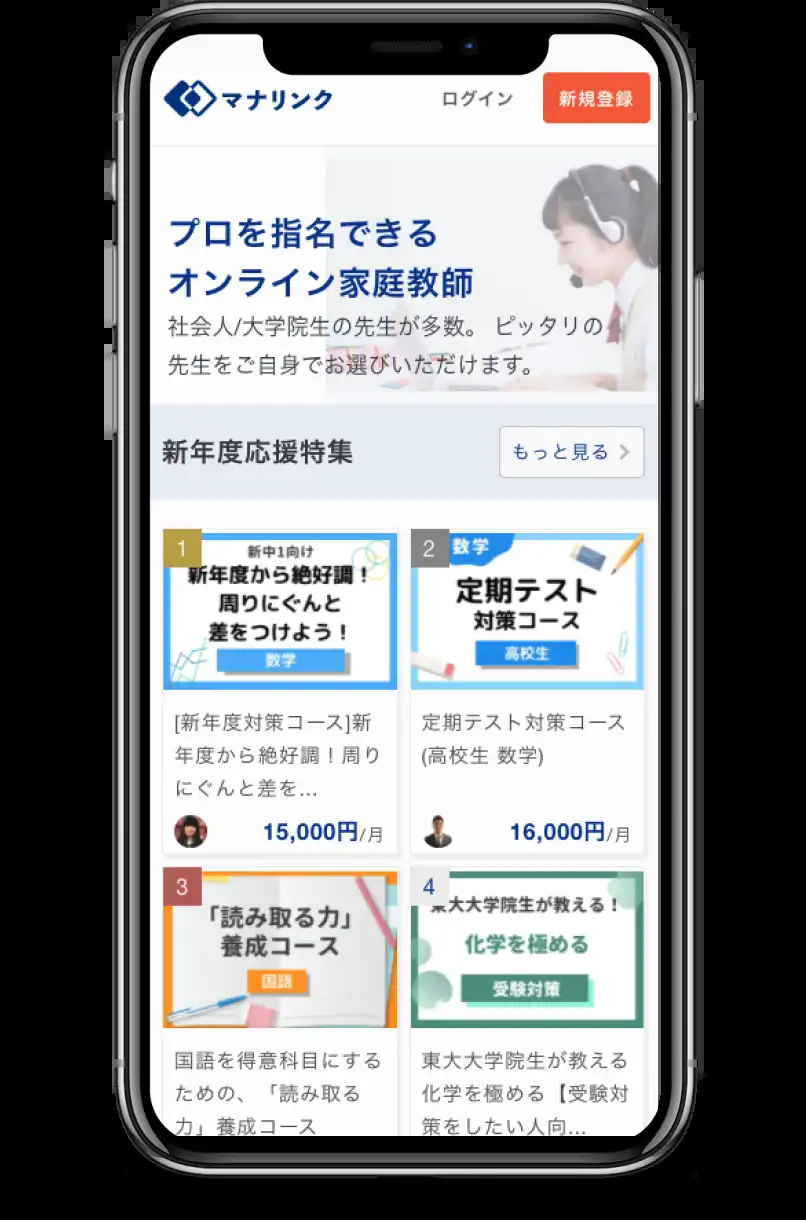 マナリンク
ログイン
新規登録
プロを指名できる
オンライン家庭教師
社会人/大学院生の先生が多数。 ピッタリの
先生をご自身でお選びいただけます。
新年度応援特集
もっと見る
1
新中1向け
新年度から絶好調！
周りにぐんと
差をつけよう！
数学
[新年度対策コース]新
年度から絶好調！周り
にぐんと差を...
15,000円/月
2
数学
定期テスト
対策コース
高校生
定期テスト対策コース
(高校生 数学)
16,000円/月
3
「読み取る力」
養成コース
国語
国語を得意科目にする
ための、「読み取る
力」養成コース
4
東大大学院生が教える！
化学を極める
受験対策
東大大学院生が教える
化学を極める【受験対
策をしたい人向...